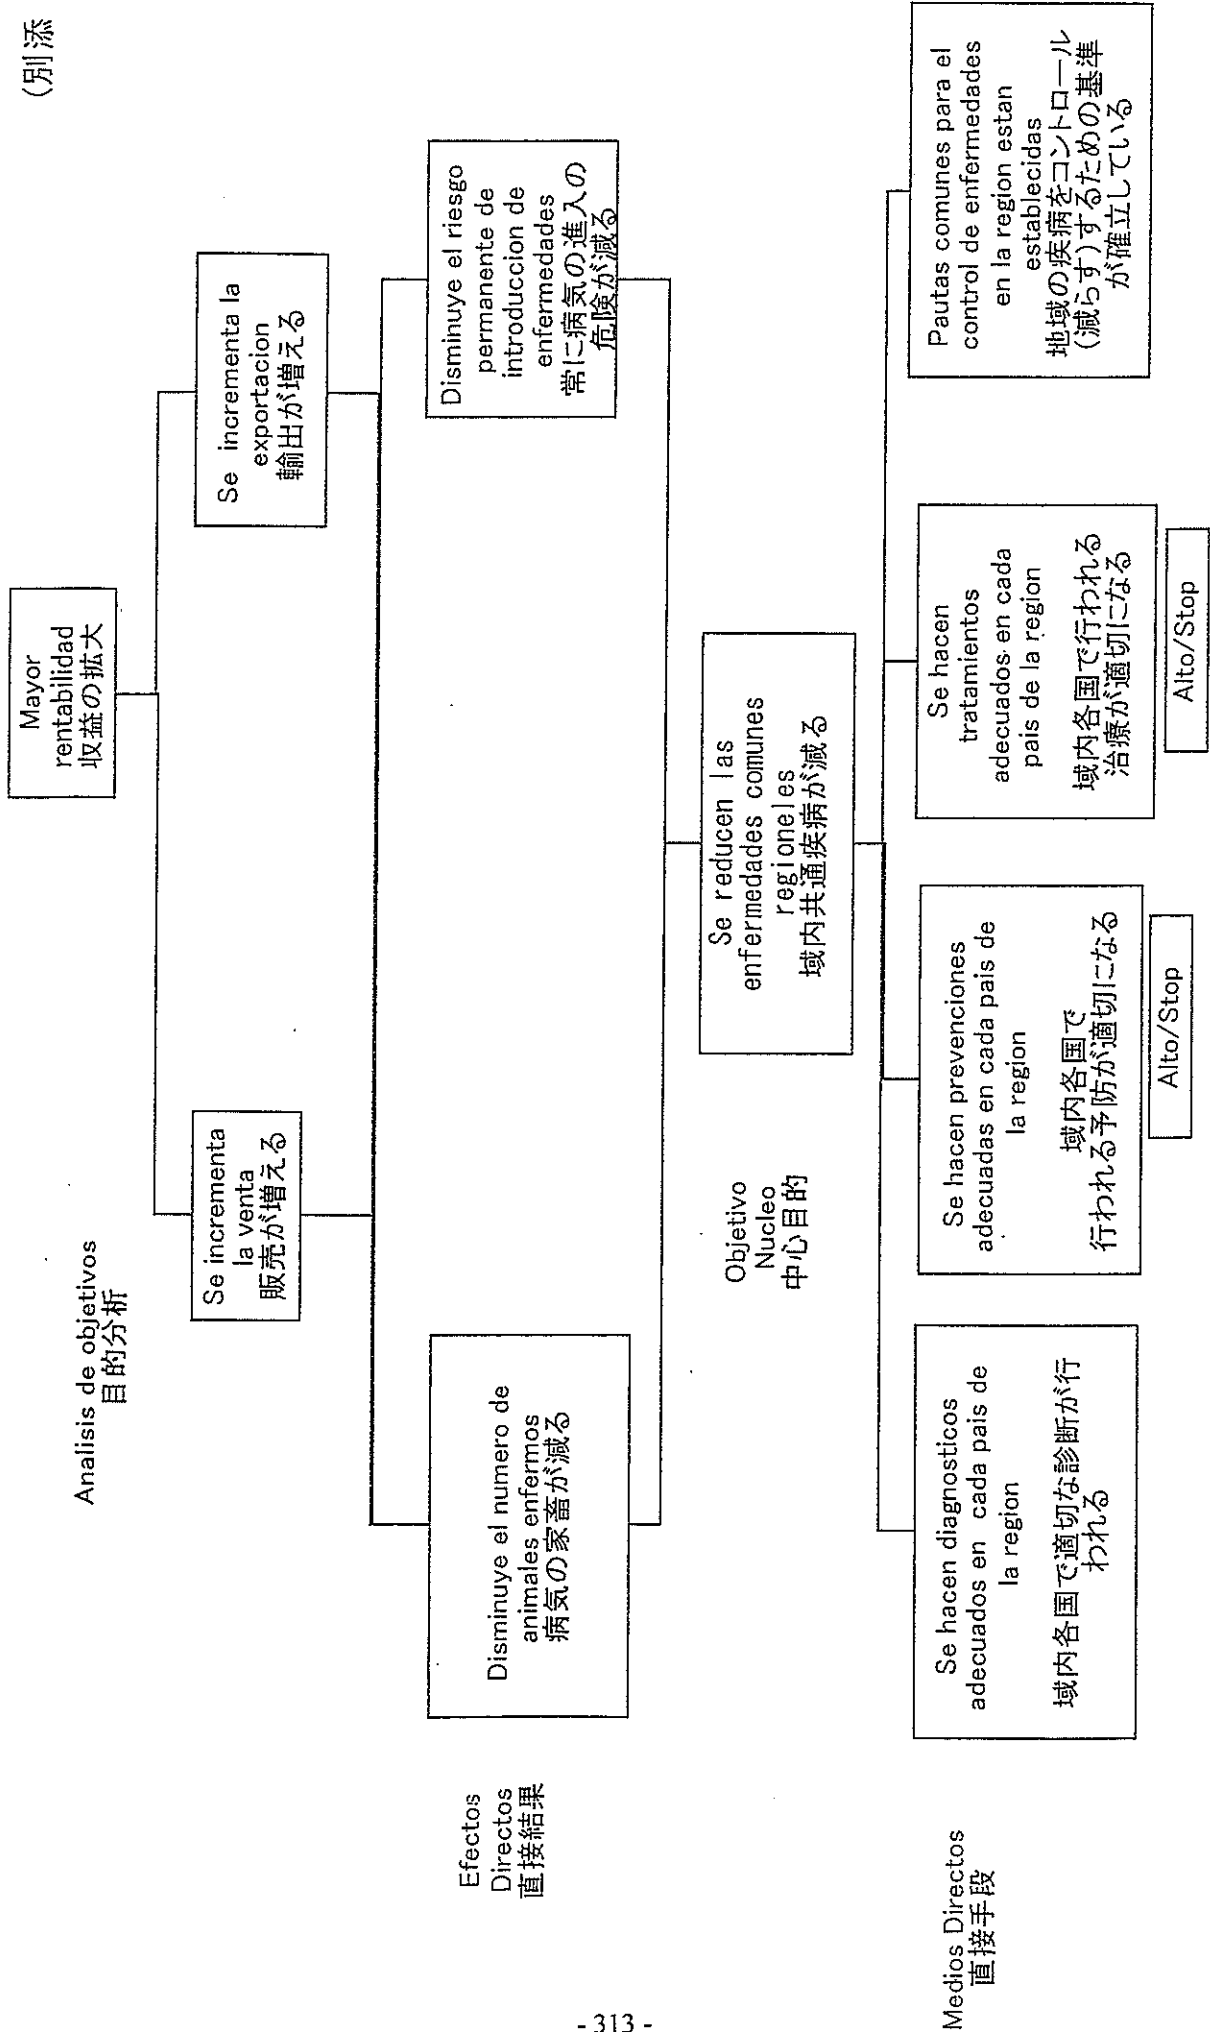 (別添
Analisis de objetivos
目的分析
Mayor
rentabilidad
収益の拡大
Se incrementa
la venta
販売が増える
Se incrementa la
exportacion
輸出が増える
Efectos
Directos
直接結果
Disminuye el numero de
animales enfermos
病気の家畜が減る
Disminuye el riesgo
permanente de
introduccion de
enfermedades
常に病気の進入の
危険が減る
Objetivo
Nucleo
中心目的
Se reducen las
enfermedades comunes
regioneles
域内共通疾病が減る
Medios Directos
直接手段
Se hacen diagnosticos
adecuados en cada pais de
la region
域内各国で適切な診断が行
われる
Se hacen prevenciones
adecuadas en cada pais de
la region
域内各国で
行われる予防が適切になる
Alto/Stop
Se hacen
tratamientos
adecuados en cada
pais de la region
域内各国で行われる
治療が適切になる
Alto/Stop
Pautas comunes para el
control de enfermedades
en la region estan
establecidas
地域の疾病をコントロール
(減らす)するための基準
が確立している
- 313 -